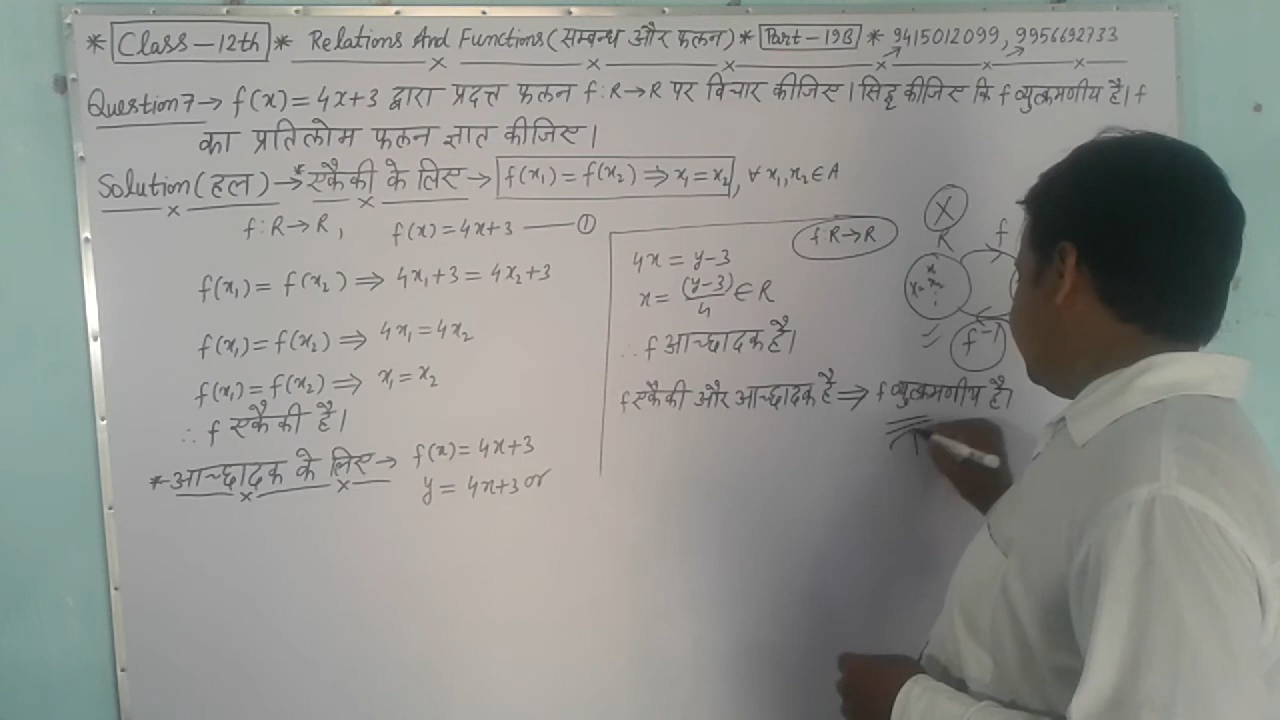 * Class-12th * Relations And Functions (सम्बन्ध और फलन) * Part-19B * 9415012099, 9956692733
Question 7 → f(x) = 4x+3 द्वारा प्रदत्त फलन f: R→R पर विचार कीजिए। सिद्ध कीजिए कि f व्युत्क्रमणीय है। f
का प्रतिलोम फलन ज्ञात कीजिए।
Solution (हल) → * एकैकी के लिए → f(x₁) = f(x₂) ⇒ x₁ = x₂, ∀ x₁, x₂ ∈ A
f: R→R, f(x) = 4x+3 —— ①
f(x₁) = f(x₂) ⇒ 4x₁+3 = 4x₂+3
f(x₁) = f(x₂) ⇒ 4x₁ = 4x₂
f(x₁) = f(x₂) ⇒ x₁ = x₂
∴ f एकैकी है।
* आच्छादक के लिए → f(x) = 4x+3
y = 4x+3 or
f: R→R
4x = y-3
x = (y-3)/4 ∈ R
∴ f आच्छादक है।
f एकैकी और आच्छादक है ⇒ f व्युत्क्रमणीय है।
X
R f
f⁻¹